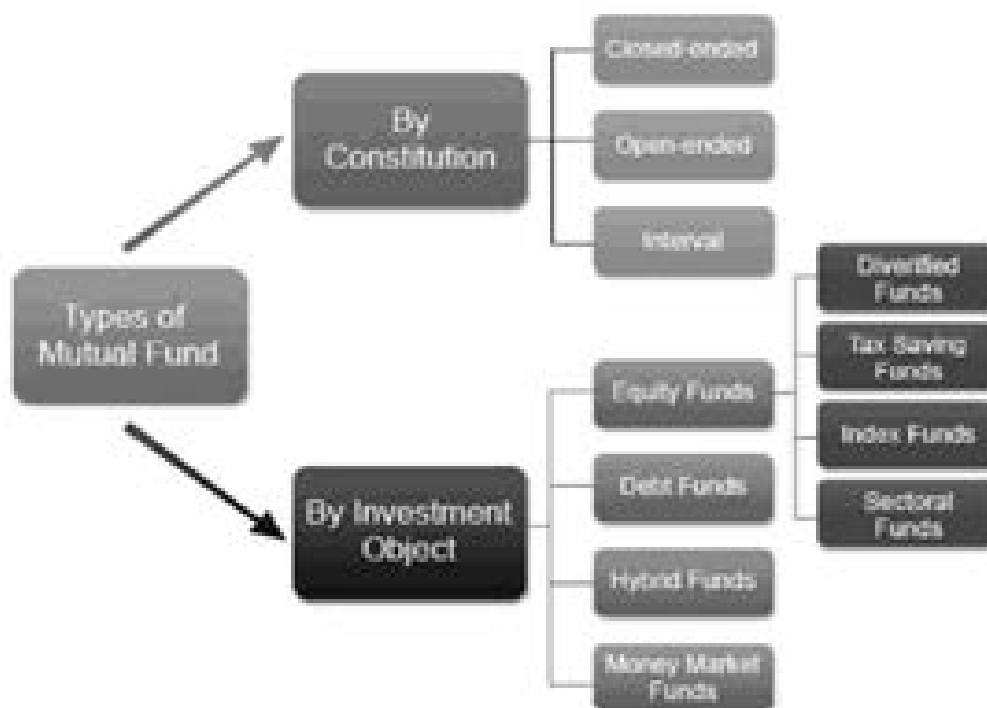 Types of
Mutual Fund
By
Constitution
Closed-ended
Open-ended
Interval
By Investment
Object
Equity Funds
Debt Funds
Hybrid Funds
Money Market
Funds
Diverified
Funds
Tax Saving
Funds
Index Funds
Sectoral
Funds